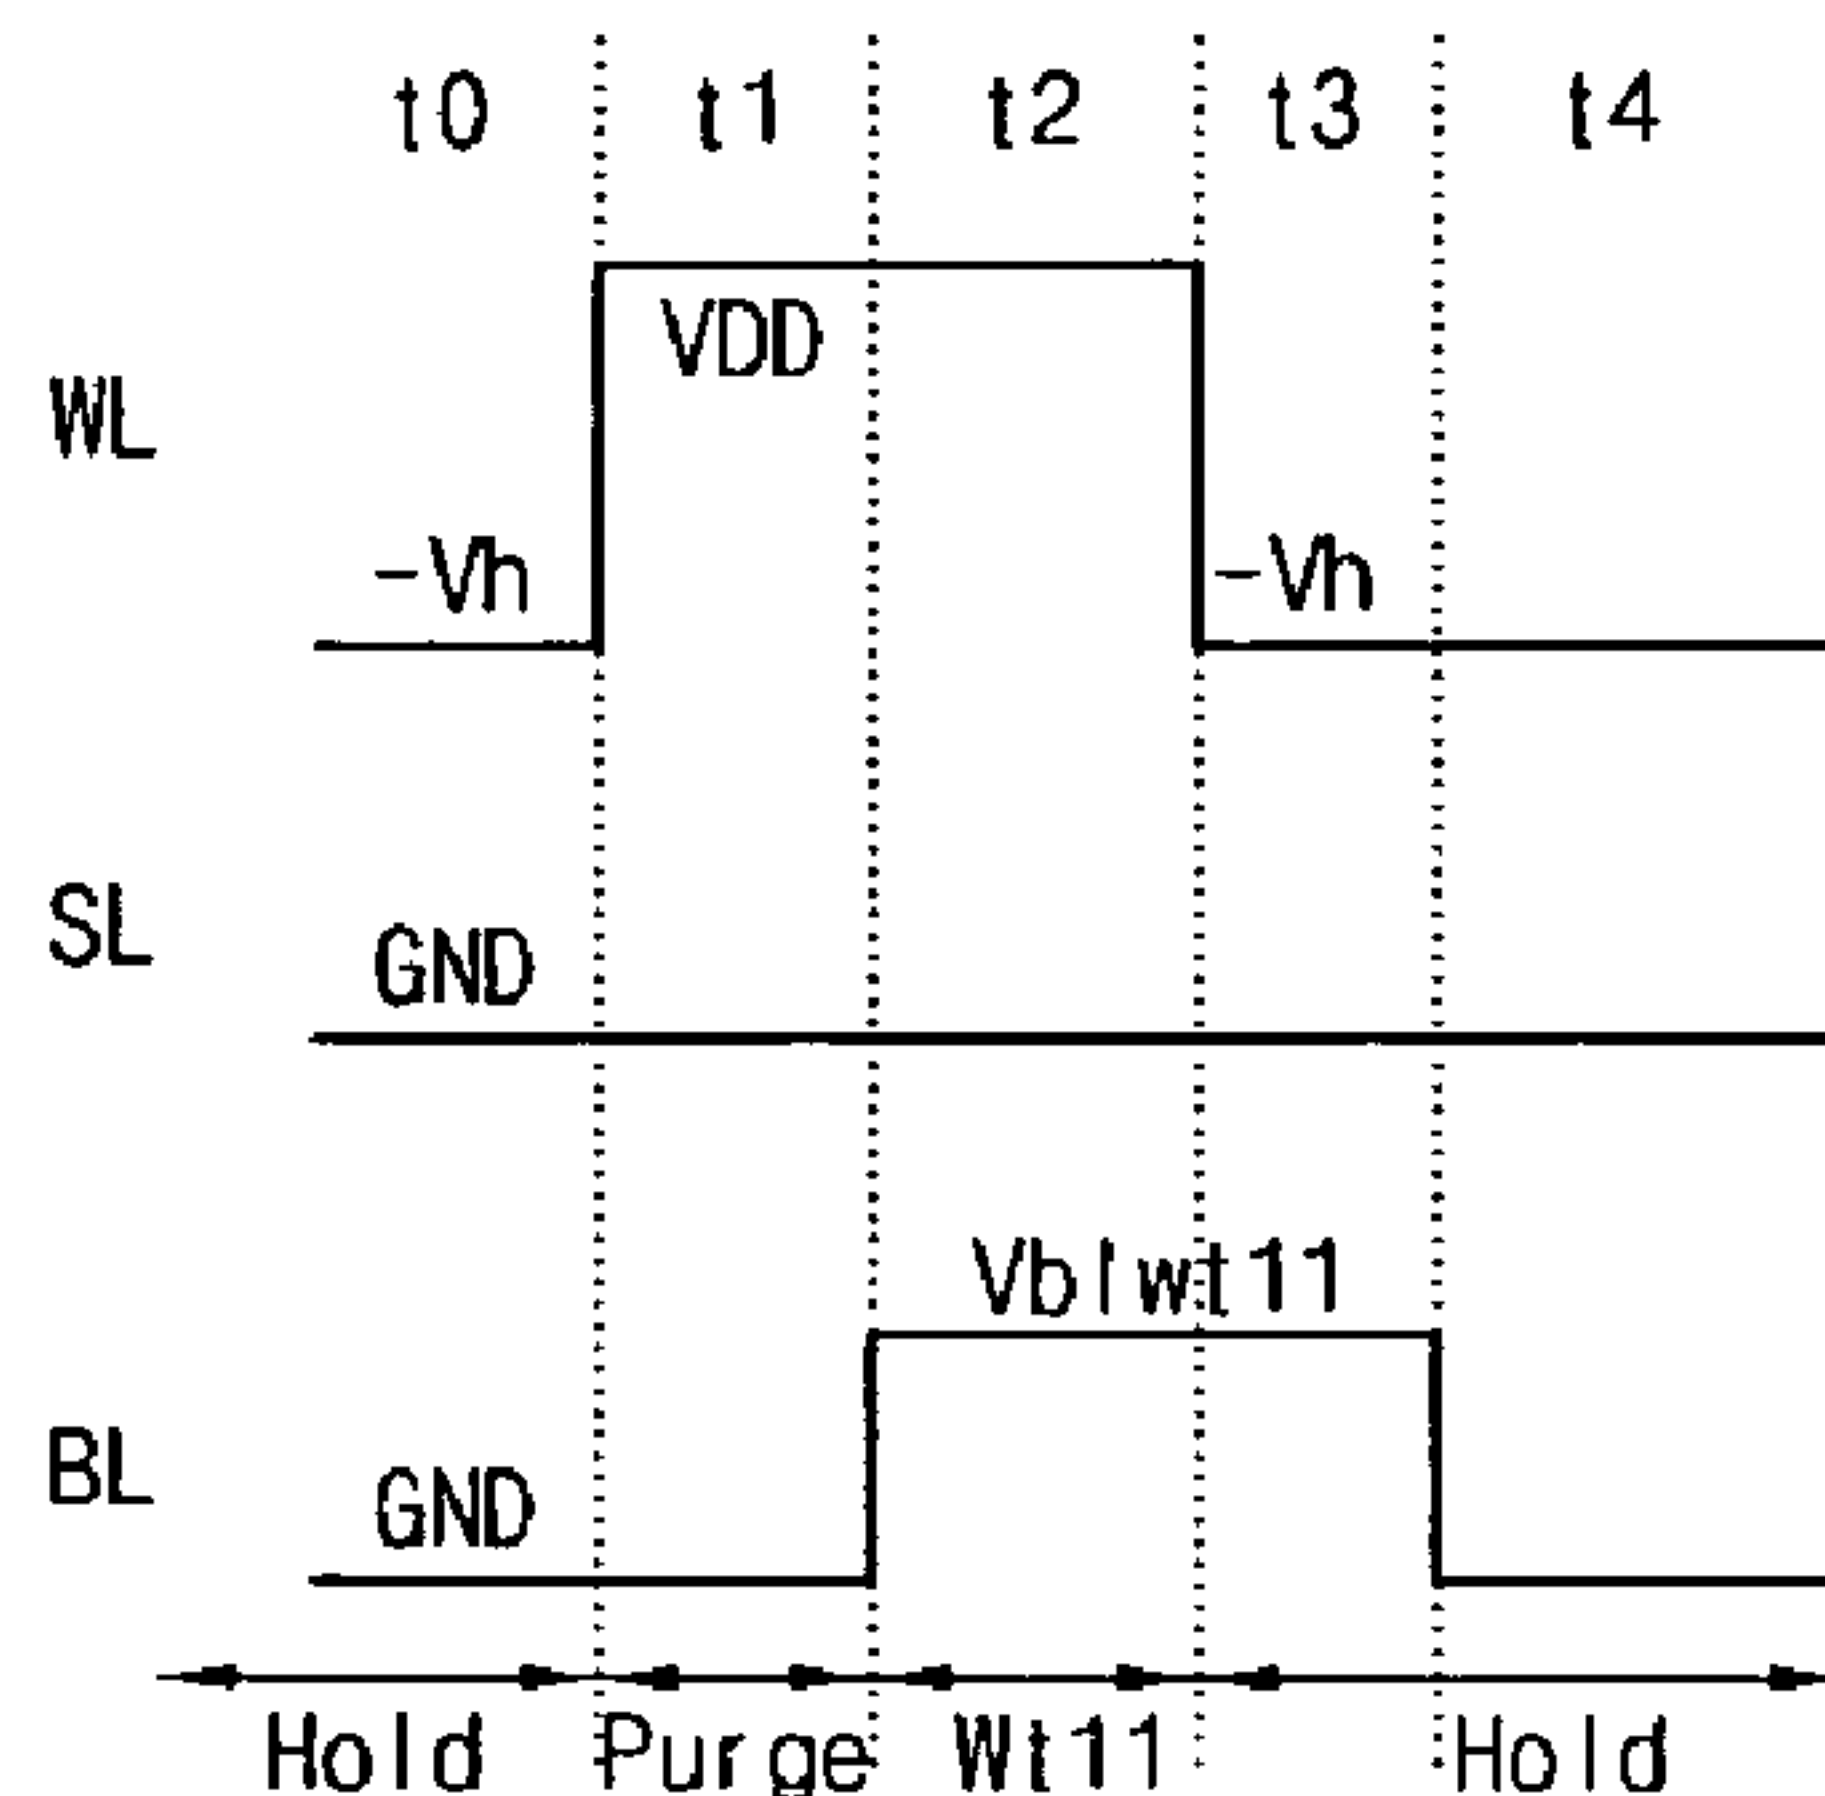 t0 t1 t2 t3 t4
VDD
WL
-Vh -Vh
SL
GND
Vblwt11
BL
GND
Hold Purge Wt11 Hold